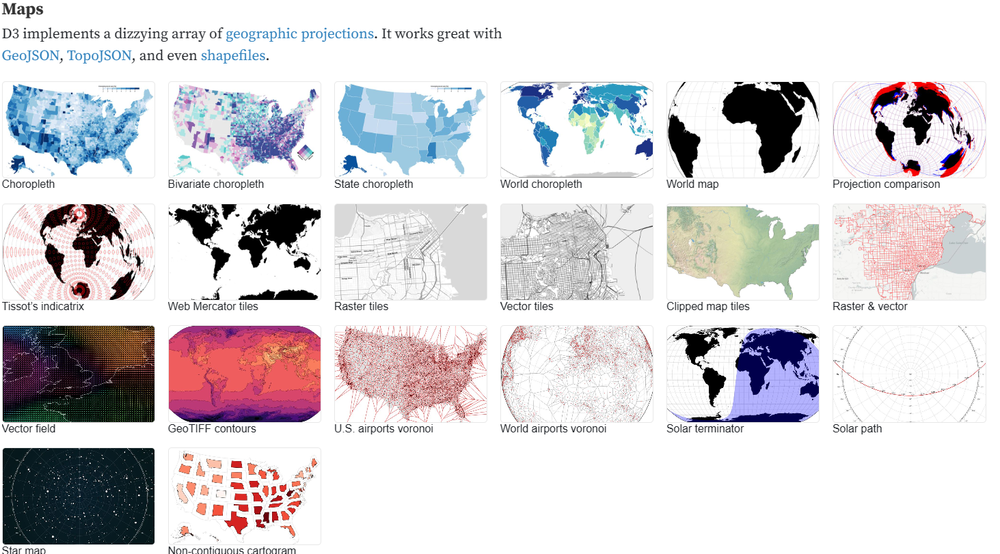 Maps
D3 implements a dizzying array of geographic projections. It works great with
GeoJSON, TopoJSON, and even shapefiles.
Choropleth
Bivariate choropleth
State choropleth
World choropleth
World map
Projection comparison
Tissot's indicatrix
Web Mercator tiles
Raster tiles
Vector tiles
Clipped map tiles
Raster & vector
Vector field
GeoTIFF contours
U.S. airports voronoi
World airports voronoi
Solar terminator
Solar path
Star map
Non-contiguous cartogram